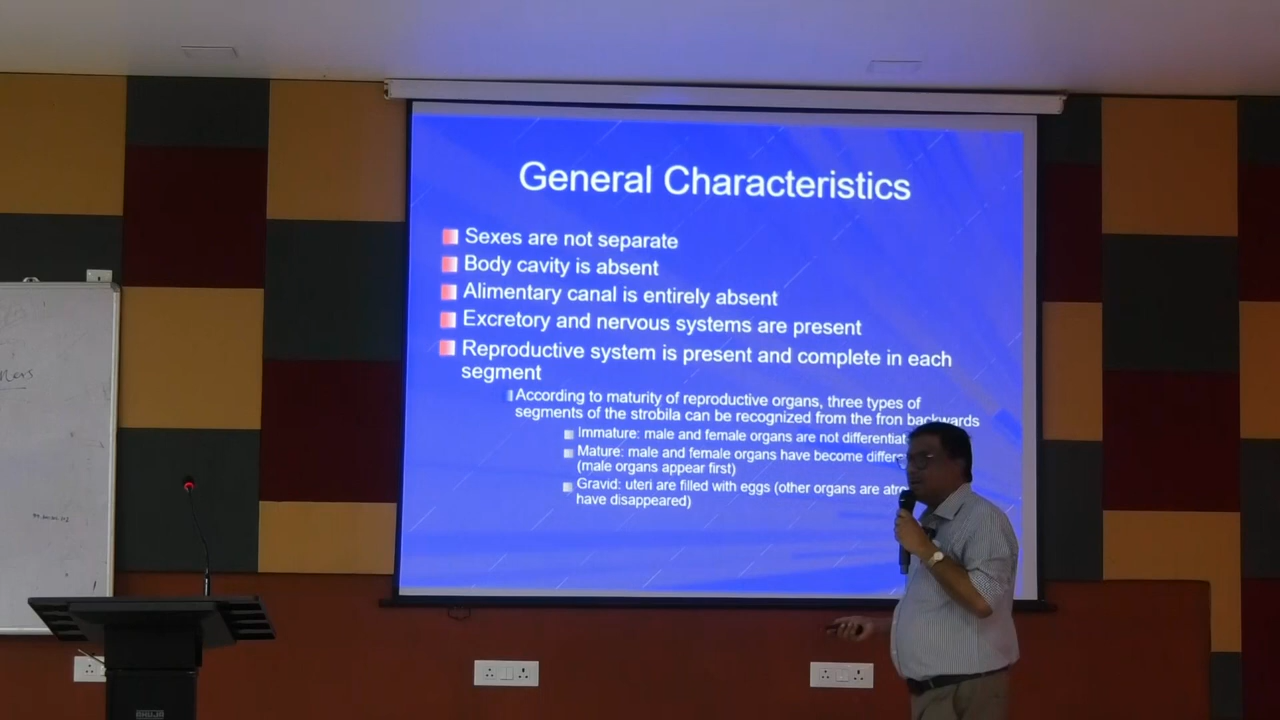 General Characteristics
Sexes are not separate
Body cavity is absent
Alimentary canal is entirely absent
Excretory and nervous systems are present
Reproductive system is present and complete in each
segment
According to maturity of reproductive organs, three types of
segments of the strobila can be recognized from the fron backwards
Immature: male and female organs are not differentiat
Mature: male and female organs have become differe
(male organs appear first)
Gravid: uteri are filled with eggs (other organs are atro
have disappeared)
AHUJA